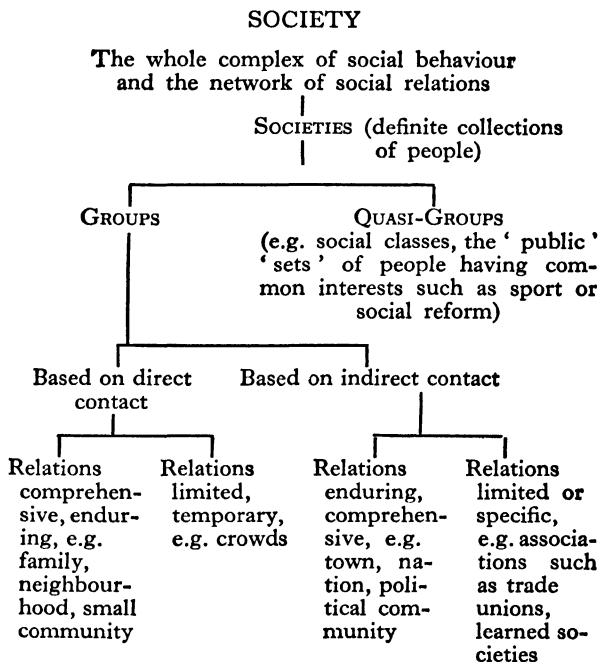 SOCIETY
The whole complex of social behaviour
and the network of social relations
SOCIETIES (definite collections
of people)
GROUPS
QUASI-GROUPS
(e.g. social classes, the ‘ public ’
‘ sets ’ of people having com-
mon interests such as sport or
social reform)
Based on direct
contact
Based on indirect contact
Relations
comprehen-
sive, endur-
ing, e.g.
family,
neighbour-
hood, small
community
Relations
limited,
temporary,
e.g. crowds
Relations
enduring,
comprehen-
sive, e.g.
town, na-
tion, poli-
tical com-
munity
Relations
limited or
specific,
e.g. associa-
tions such
as trade
unions,
learned so-
cieties